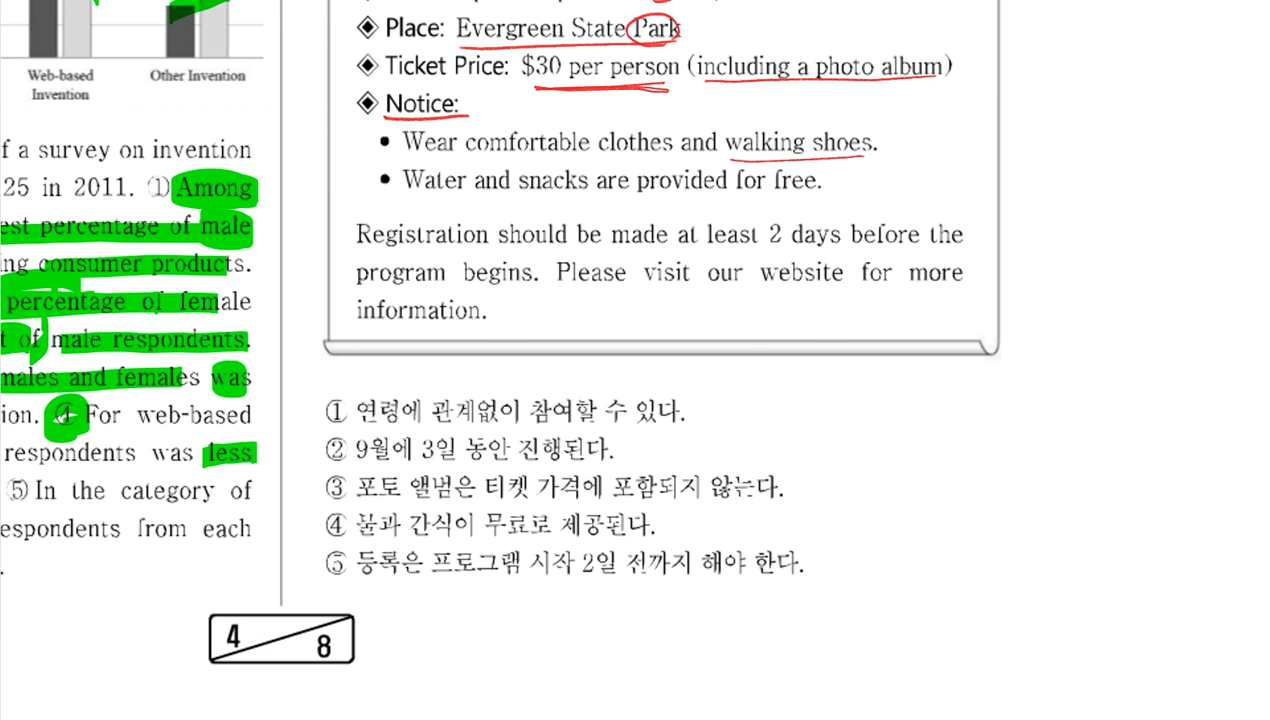 Web-based
Invention
Other Invention
f a survey on invention
25 in 2011. ① Among
est percentage of male
ing consumer products.
percentage of female
t of male respondents.
males and females was
ion. ④ For web-based
respondents was less
⑤ In the category of
espondents from each
.
4
8
◈ Place: Evergreen State Park
◈ Ticket Price: $30 per person (including a photo album)
◈ Notice:
• Wear comfortable clothes and walking shoes.
• Water and snacks are provided for free.
Registration should be made at least 2 days before the
program begins. Please visit our website for more
information.
① 연령에 관계없이 참여할 수 있다.
② 9월에 3일 동안 진행된다.
③ 포토 앨범은 티켓 가격에 포함되지 않는다.
④ 물과 간식이 무료로 제공된다.
⑤ 등록은 프로그램 시작 2일 전까지 해야 한다.